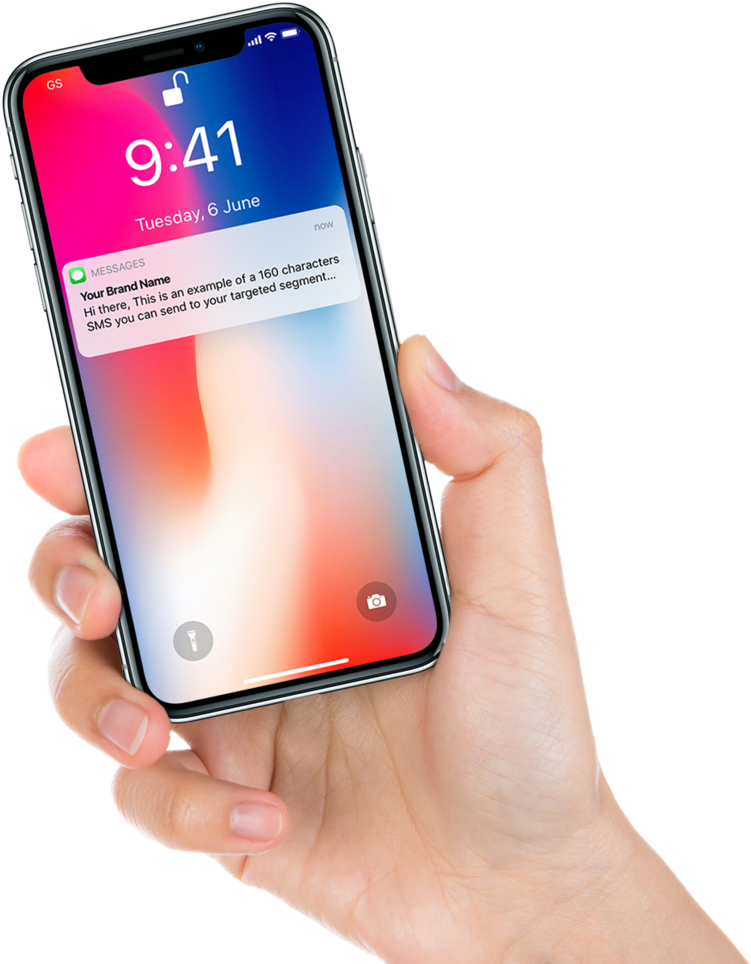 GS
9:41
Tuesday, 6 June
MESSAGES
now
Your Brand Name
Hi there, This is an example of a 160 characters
SMS you can send to your targeted segment...